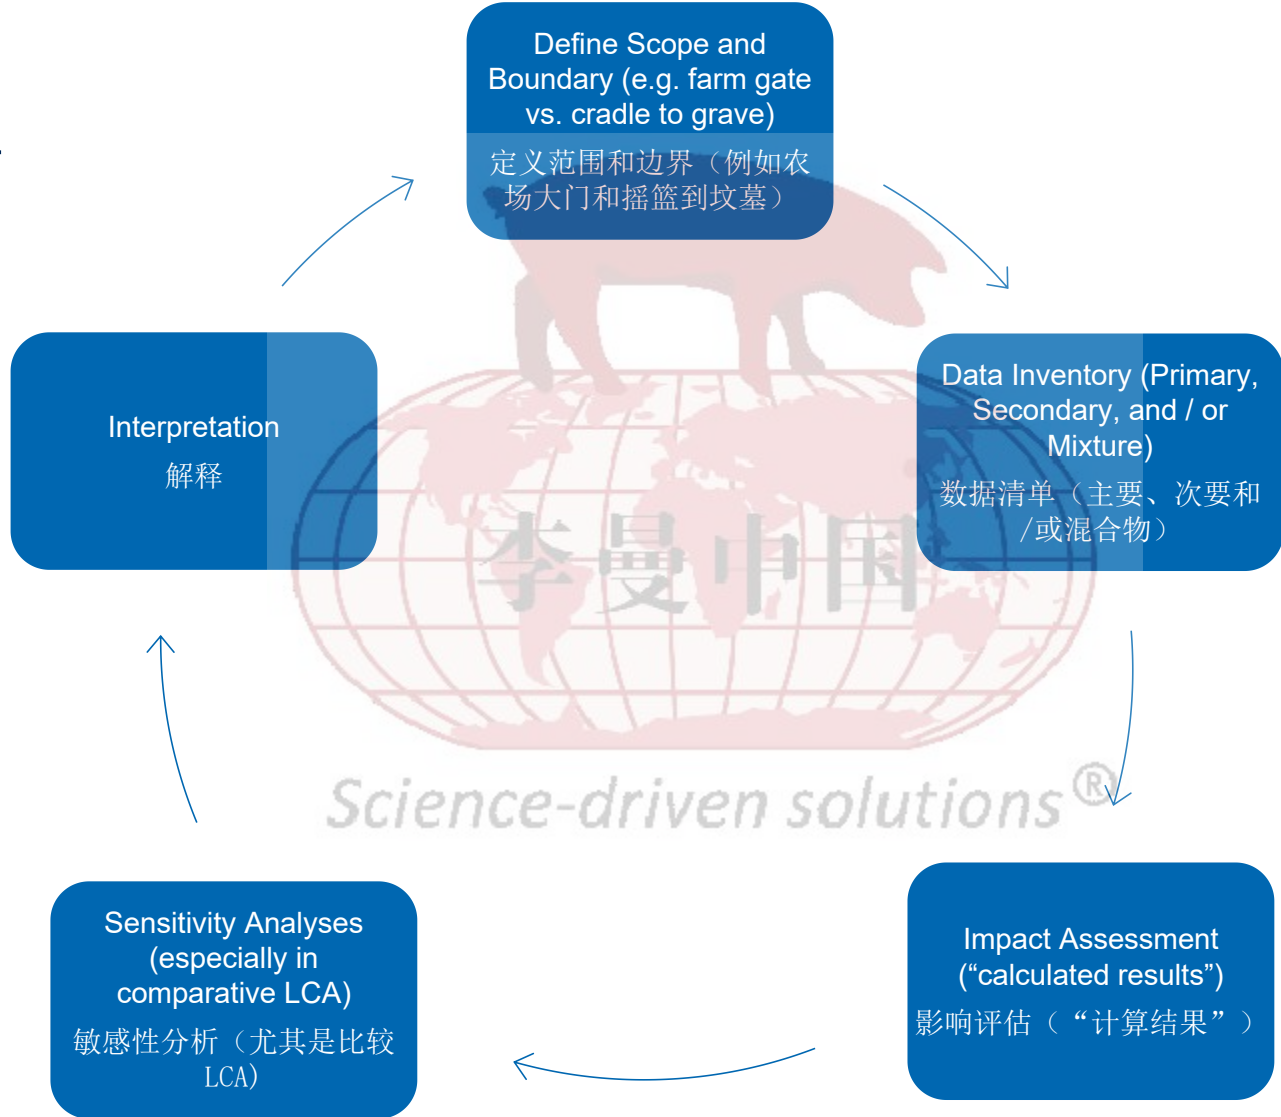 Define Scope and
Boundary (e.g. farm gate
vs. cradle to grave)
定义范围和边界（例如农
场大门和摇篮到坟墓）
Data Inventory (Primary,
Secondary, and / or
Mixture)
数据清单（主要、次要和
/或混合物）
Impact Assessment
(“calculated results”)
影响评估（“计算结果”）
Sensitivity Analyses
(especially in
comparative LCA)
敏感性分析（尤其是比较
LCA)
Interpretation
解释
李曼中国
Science-driven solutions®